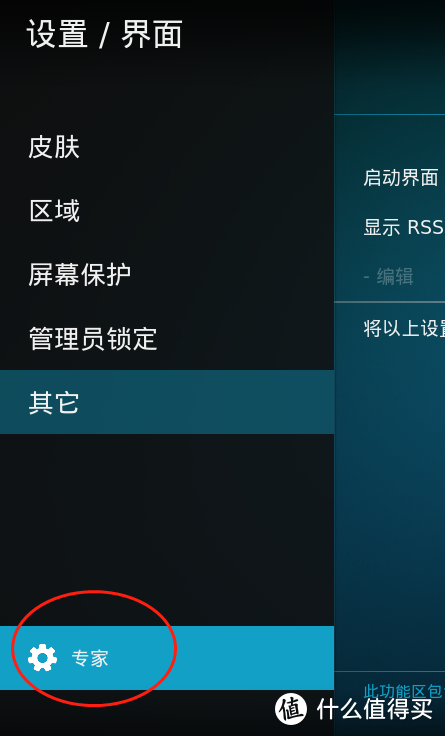 设置 / 界面
皮肤
区域
屏幕保护
管理员锁定
其它
专家
启动界面
显示 RSS
- 编辑
将以上设置
此功能区包
值 什么值得买